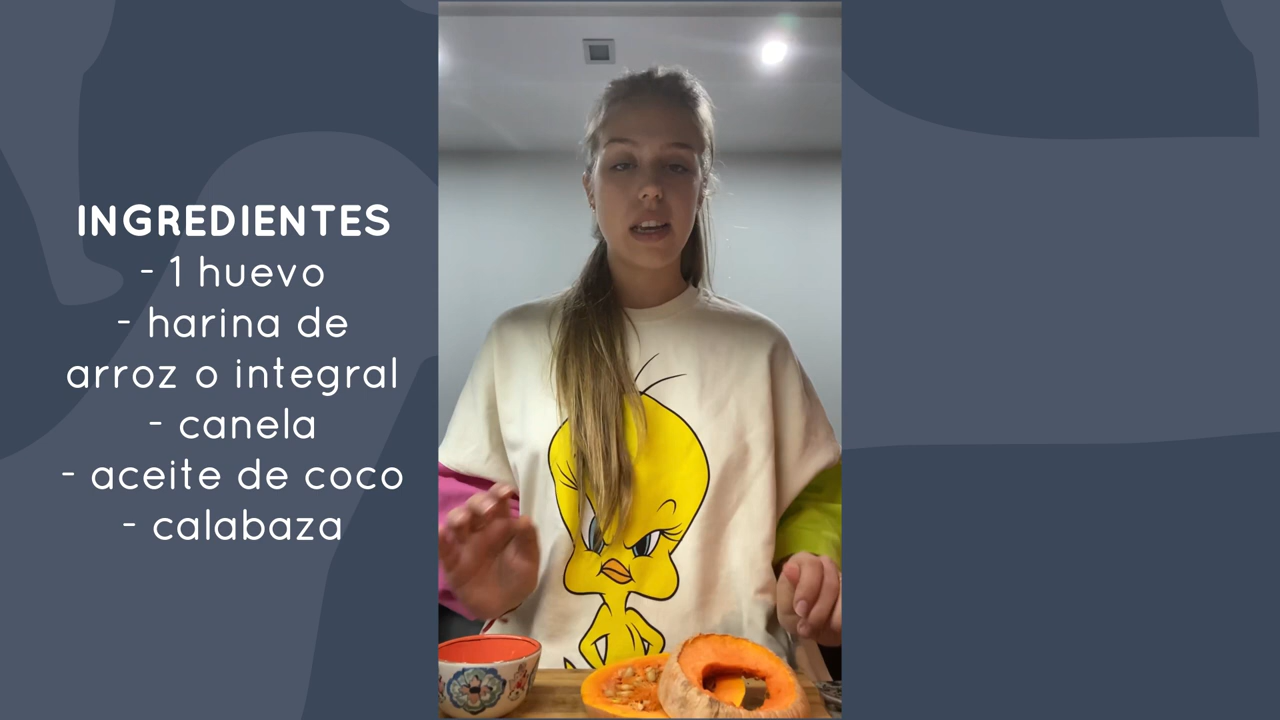 INGREDIENTES
- 1 huevo
- harina de
arroz o integral
- canela
- aceite de coco
- calabaza